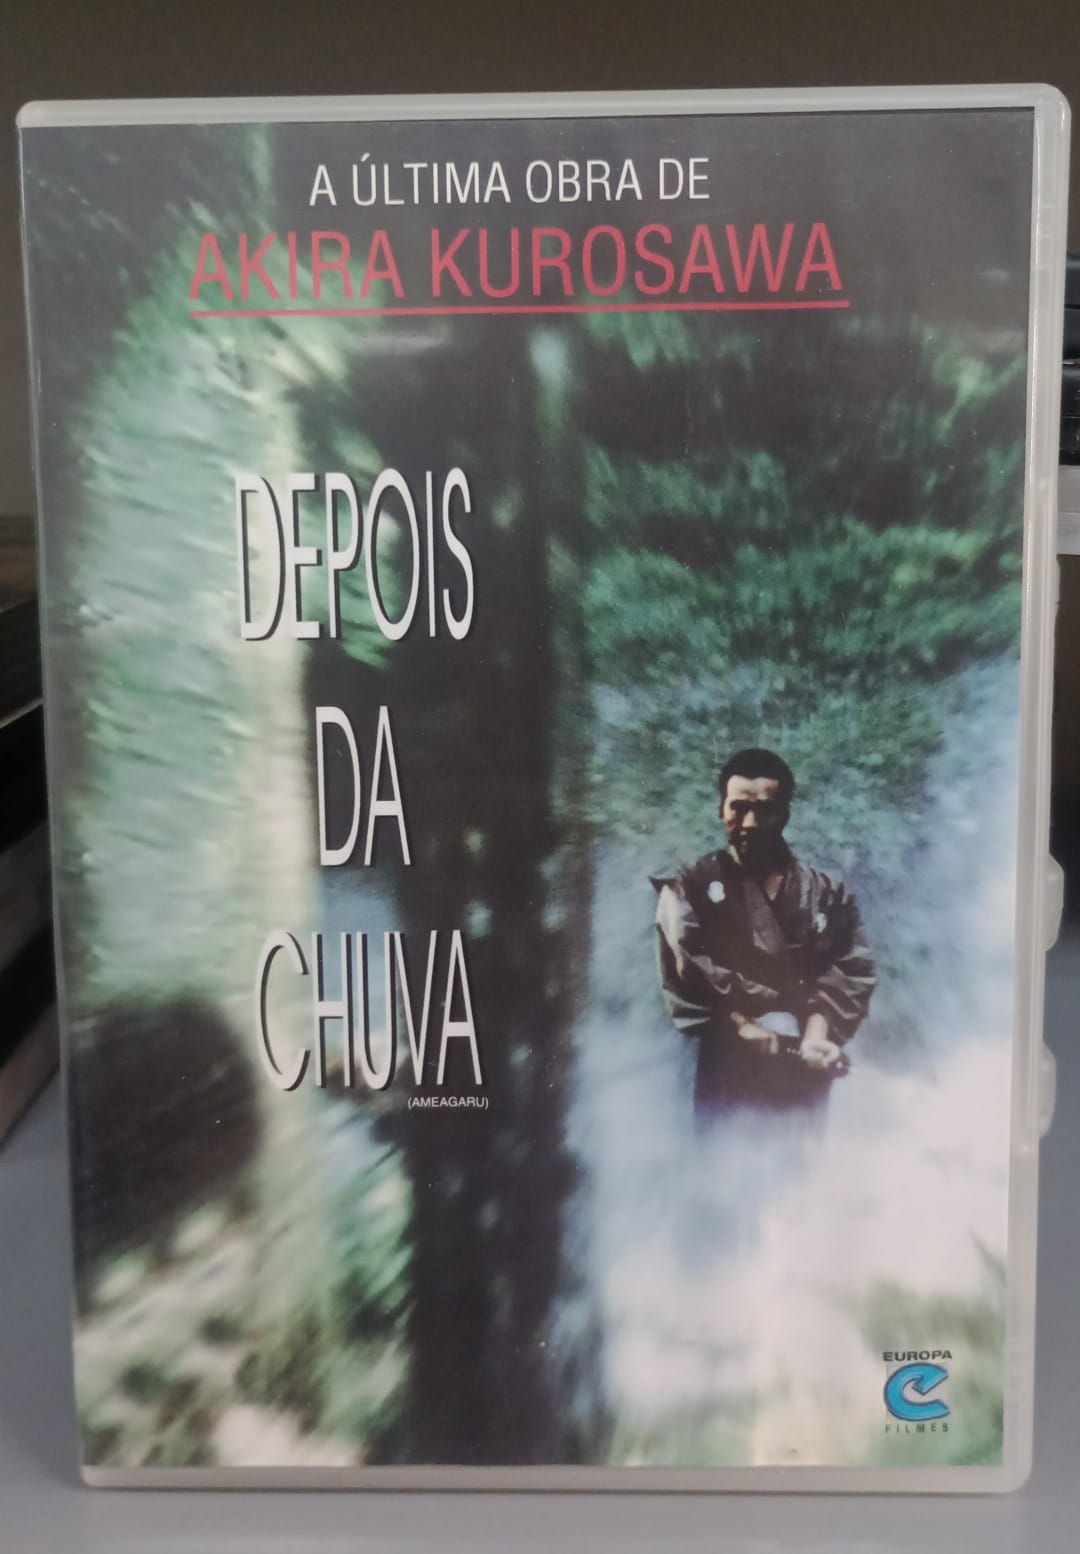 A ÚLTIMA OBRA DE
AKIRA KUROSAWA
DEPOIS
DA
CHUVA
(AMEAGARU)
EUROPA
FILMES